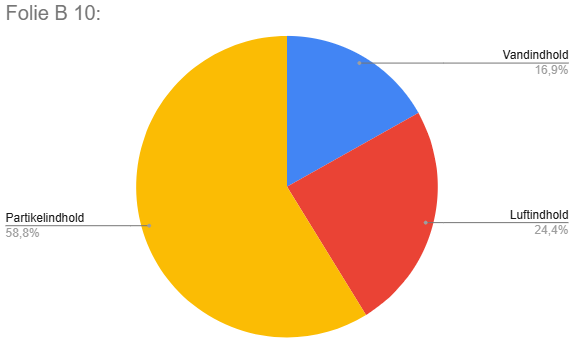 Folie B 10:
Vandindhold
16,9%
Luftindhold
24,4%
Partikelindhold
58,8%